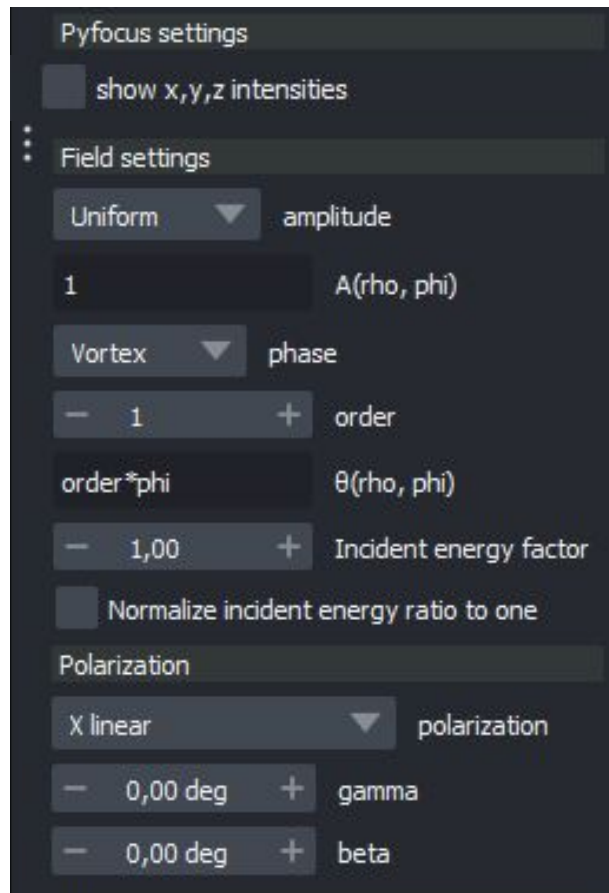 Pyfocus settings
show x,y,z intensities
Field settings
Uniform amplitude
1 A(rho, phi)
Vortex phase
− 1 + order
order*phi θ(rho, phi)
− 1,00 + Incident energy factor
Normalize incident energy ratio to one
Polarization
X linear polarization
− 0,00 deg + gamma
− 0,00 deg + beta